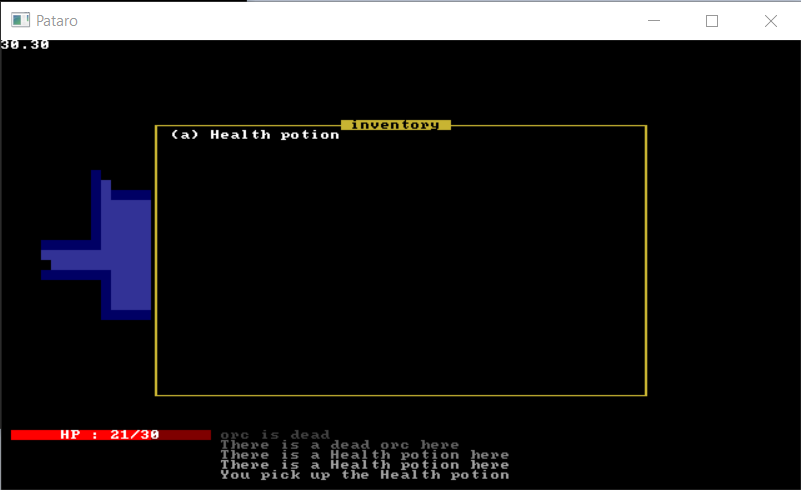 Pataro
30.30
inventory
(a) Health potion
HP : 21/30
orc is dead
There is a dead orc here
There is a Health potion here
There is a Health potion here
You pick up the Health potion